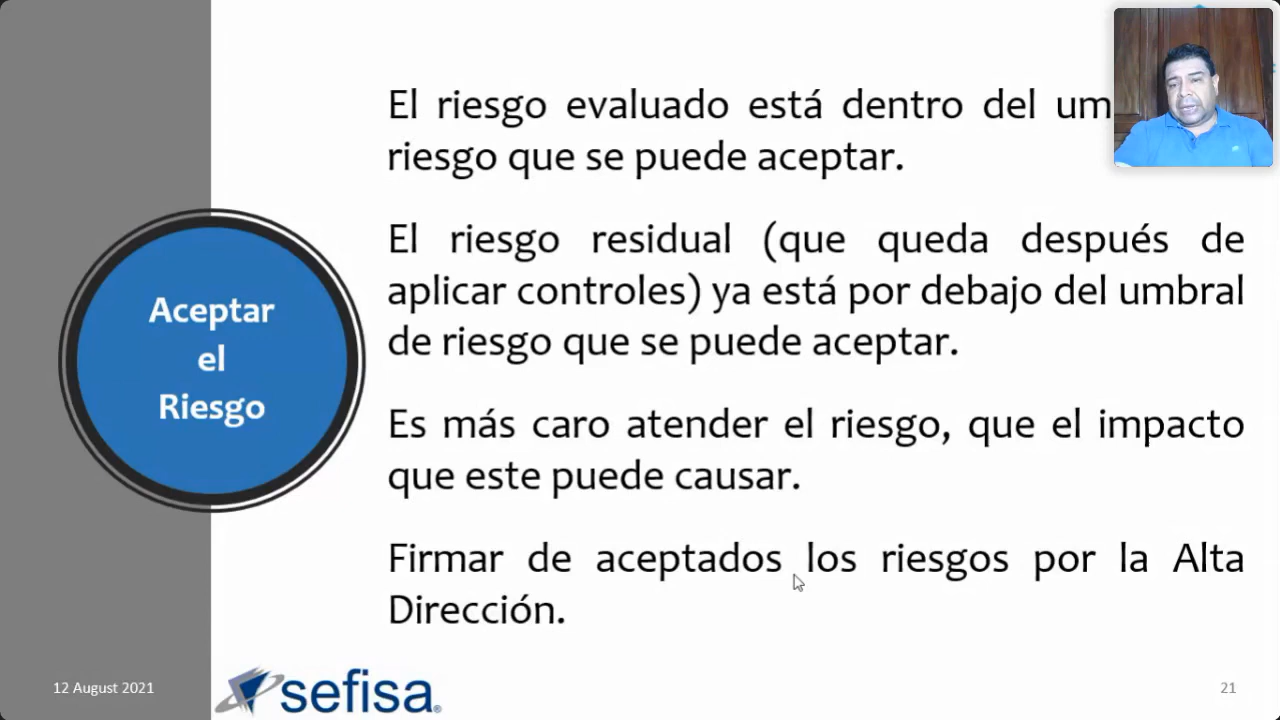 El riesgo evaluado está dentro del
riesgo que se puede aceptar.
El riesgo residual (que queda después de
aplicar controles) ya está por debajo del umbral
de riesgo que se puede aceptar.
Es más caro atender el riesgo, que el impacto
que este puede causar.
Firmar de aceptados los riesgos por la Alta
Dirección.
Aceptar
el
Riesgo
12 August 2021
sefisa®
21